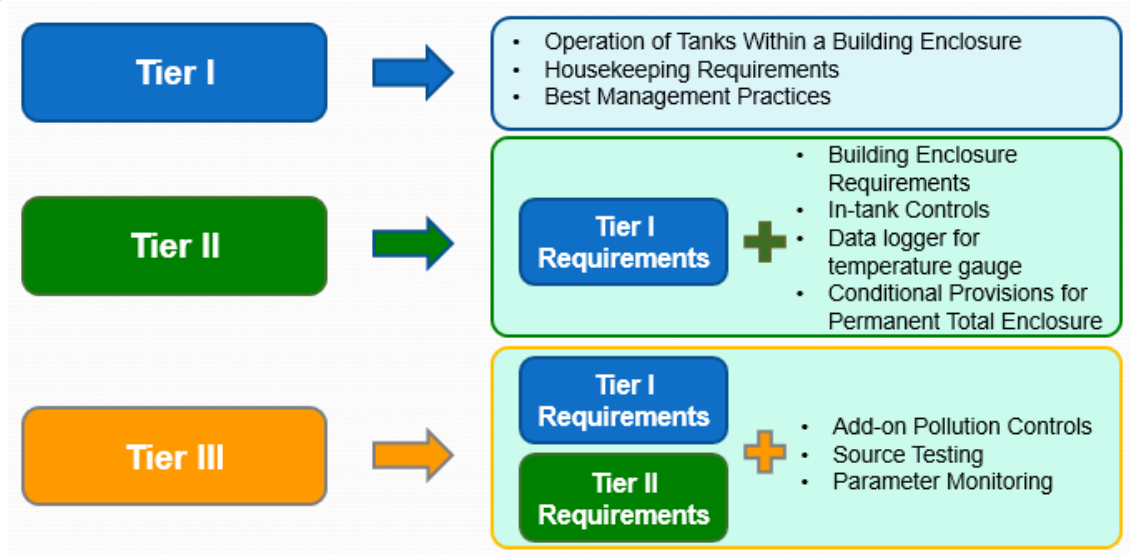 Tier I
• Operation of Tanks Within a Building Enclosure
• Housekeeping Requirements
• Best Management Practices
Tier II
Tier I
Requirements
• Building Enclosure
Requirements
• In-tank Controls
• Data logger for
temperature gauge
• Conditional Provisions for
Permanent Total Enclosure
Tier III
Tier I
Requirements
Tier II
Requirements
• Add-on Pollution Controls
• Source Testing
• Parameter Monitoring